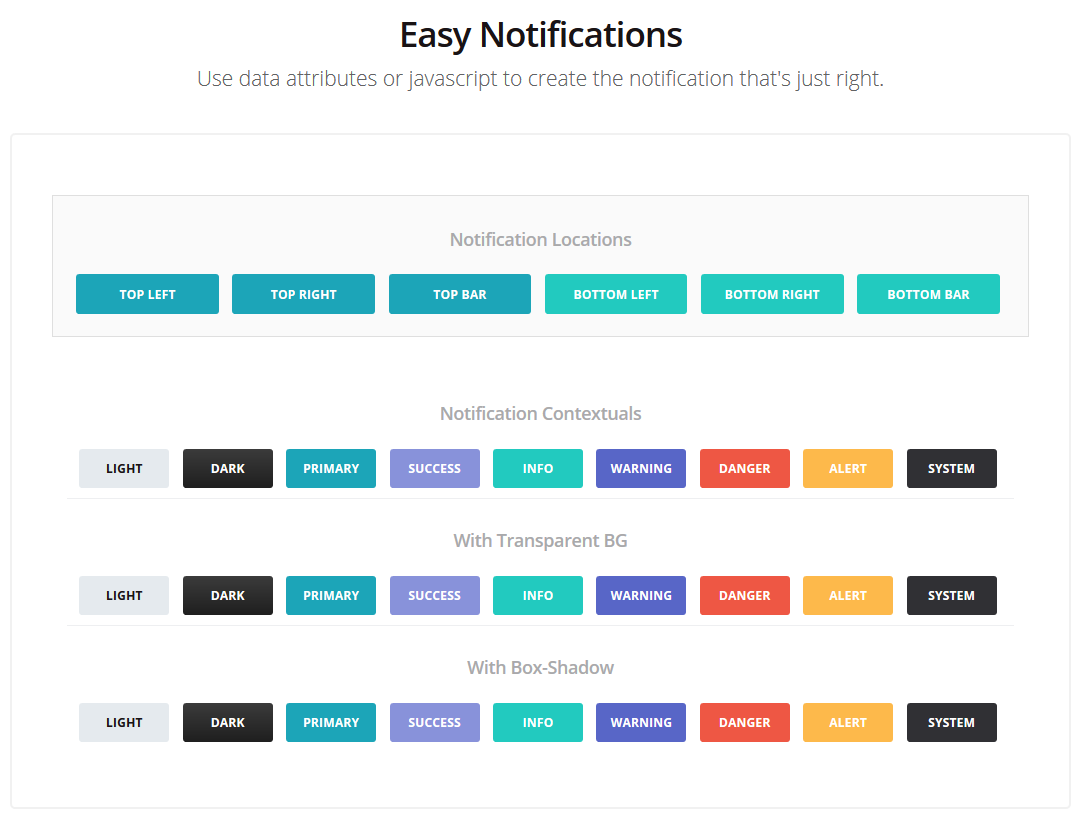 Easy Notifications
Use data attributes or javascript to create the notification that's just right.
Notification Locations
TOP LEFT TOP RIGHT TOP BAR BOTTOM LEFT BOTTOM RIGHT BOTTOM BAR
Notification Contextuals
LIGHT DARK PRIMARY SUCCESS INFO WARNING DANGER ALERT SYSTEM
With Transparent BG
LIGHT DARK PRIMARY SUCCESS INFO WARNING DANGER ALERT SYSTEM
With Box-Shadow
LIGHT DARK PRIMARY SUCCESS INFO WARNING DANGER ALERT SYSTEM